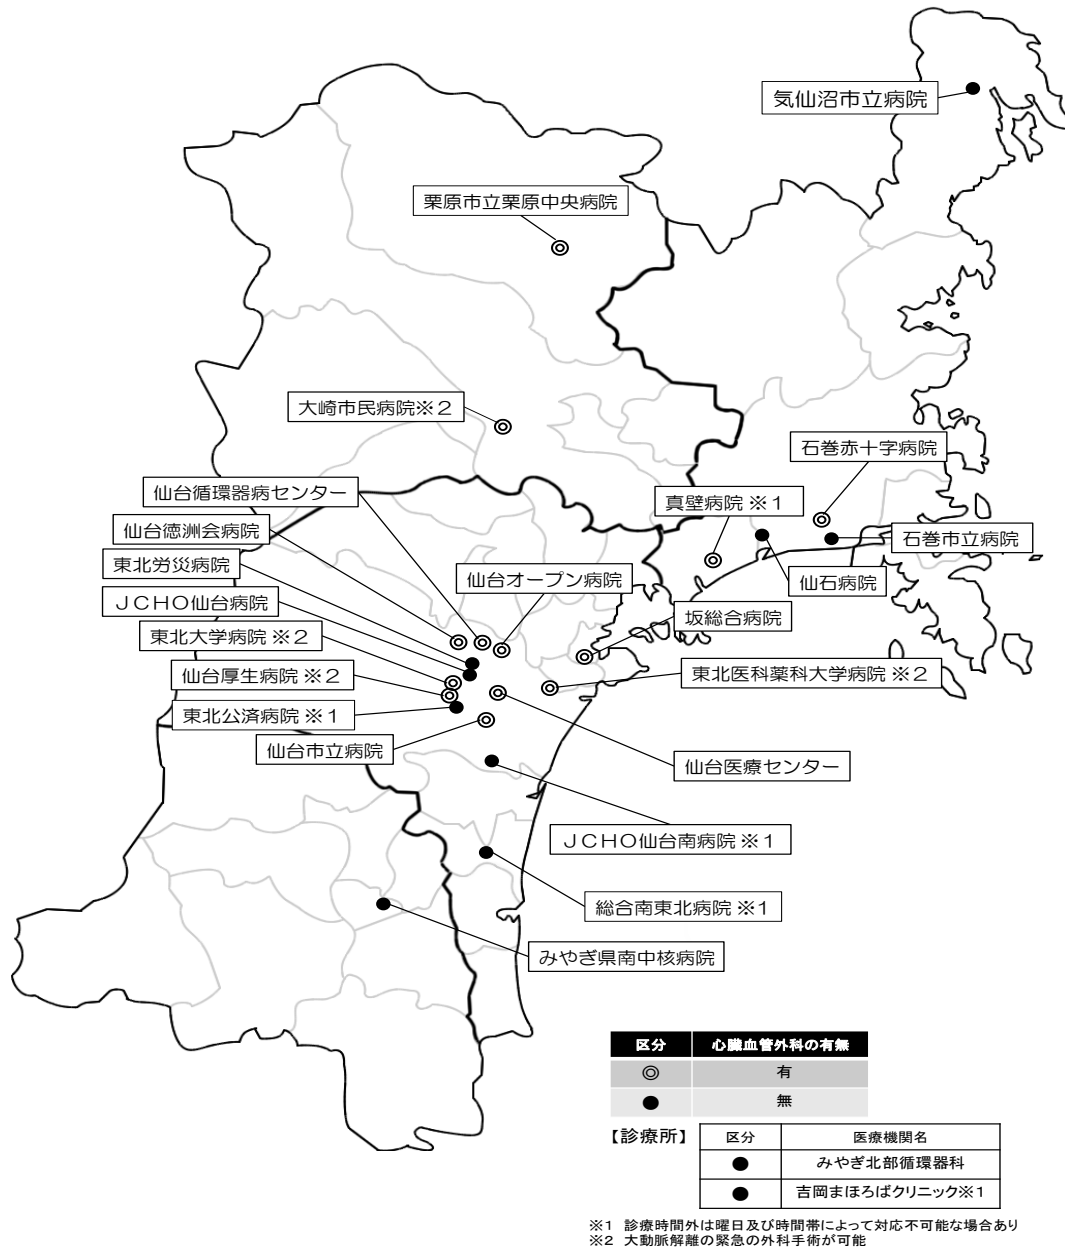 気仙沼市立病院
栗原市立栗原中央病院
大崎市民病院※2
石巻赤十字病院
仙台循環器病センター
真壁病院 ※1
仙台徳洲会病院
石巻市立病院
東北労災病院
仙台オープン病院
仙石病院
JCHO仙台病院
坂総合病院
東北大学病院 ※2
仙台厚生病院 ※2
東北医科薬科大学病院 ※2
東北公済病院 ※1
仙台市立病院
仙台医療センター
JCHO仙台南病院 ※1
総合南東北病院 ※1
みやぎ県南中核病院
区分 心臓血管外科の有無
◎ 有
● 無
【診療所】 区分 医療機関名
● みやぎ北部循環器科
● 吉岡まほろばクリニック※1
※1 診療時間外は曜日及び時間帯によって対応不可能な場合あり
※2 大動脈解離の緊急の外科手術が可能